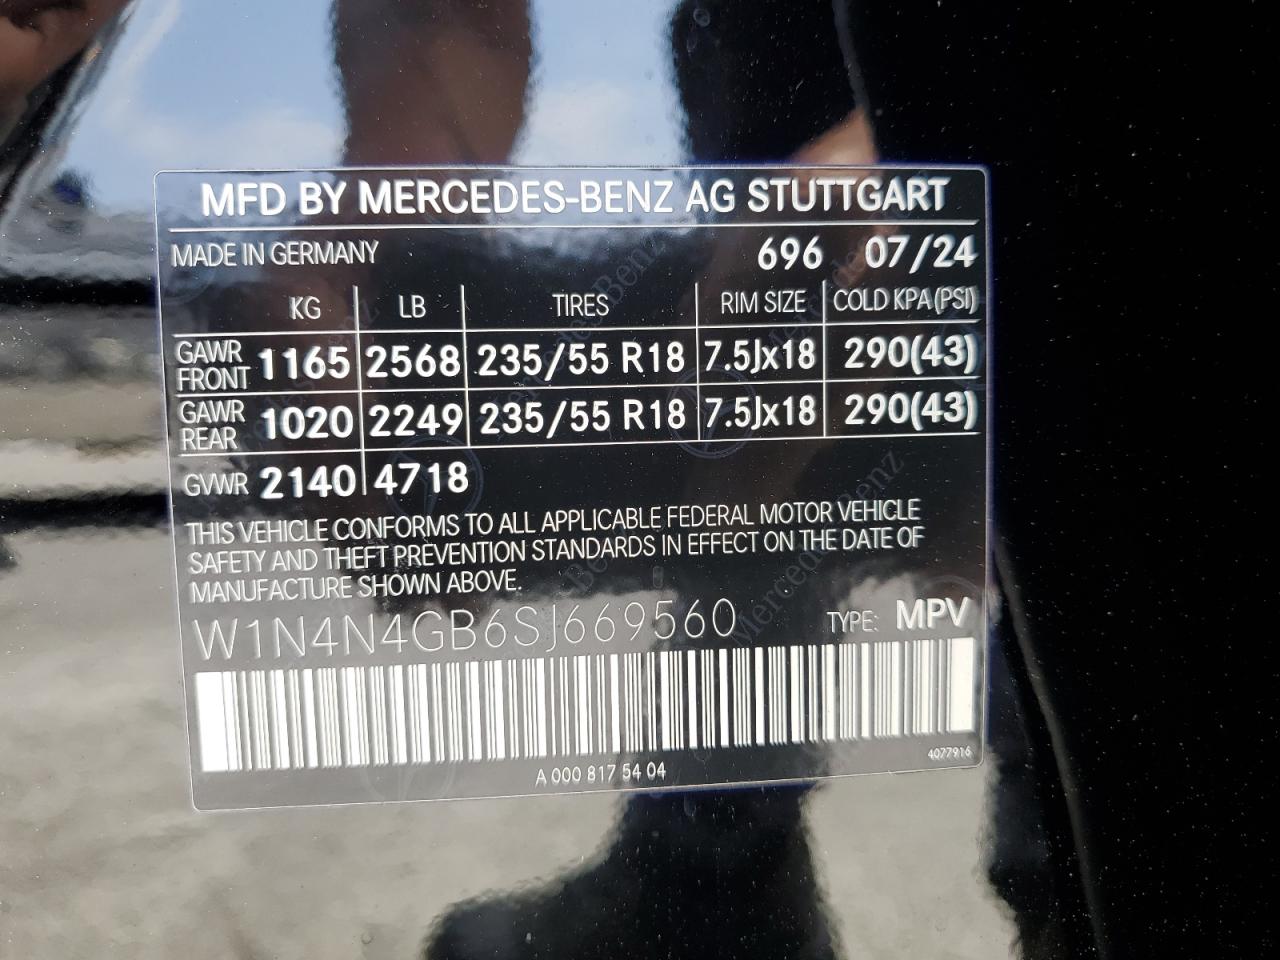 MFD BY MERCEDES-BENZ AG STUTTGART
MADE IN GERMANY 696 07/24
KG LB TIRES RIM SIZE COLD KPA(PSI)
GAWR FRONT 1165 2568 235/55 R18 7.5Jx18 290(43)
GAWR REAR 1020 2249 235/55 R18 7.5Jx18 290(43)
GVWR 2140 4718
THIS VEHICLE CONFORMS TO ALL APPLICABLE FEDERAL MOTOR VEHICLE
SAFETY AND THEFT PREVENTION STANDARDS IN EFFECT ON THE DATE OF
MANUFACTURE SHOWN ABOVE.
W1N4N4GB6SJ669560 TYPE: MPV
4077916
A 000 817 54 04